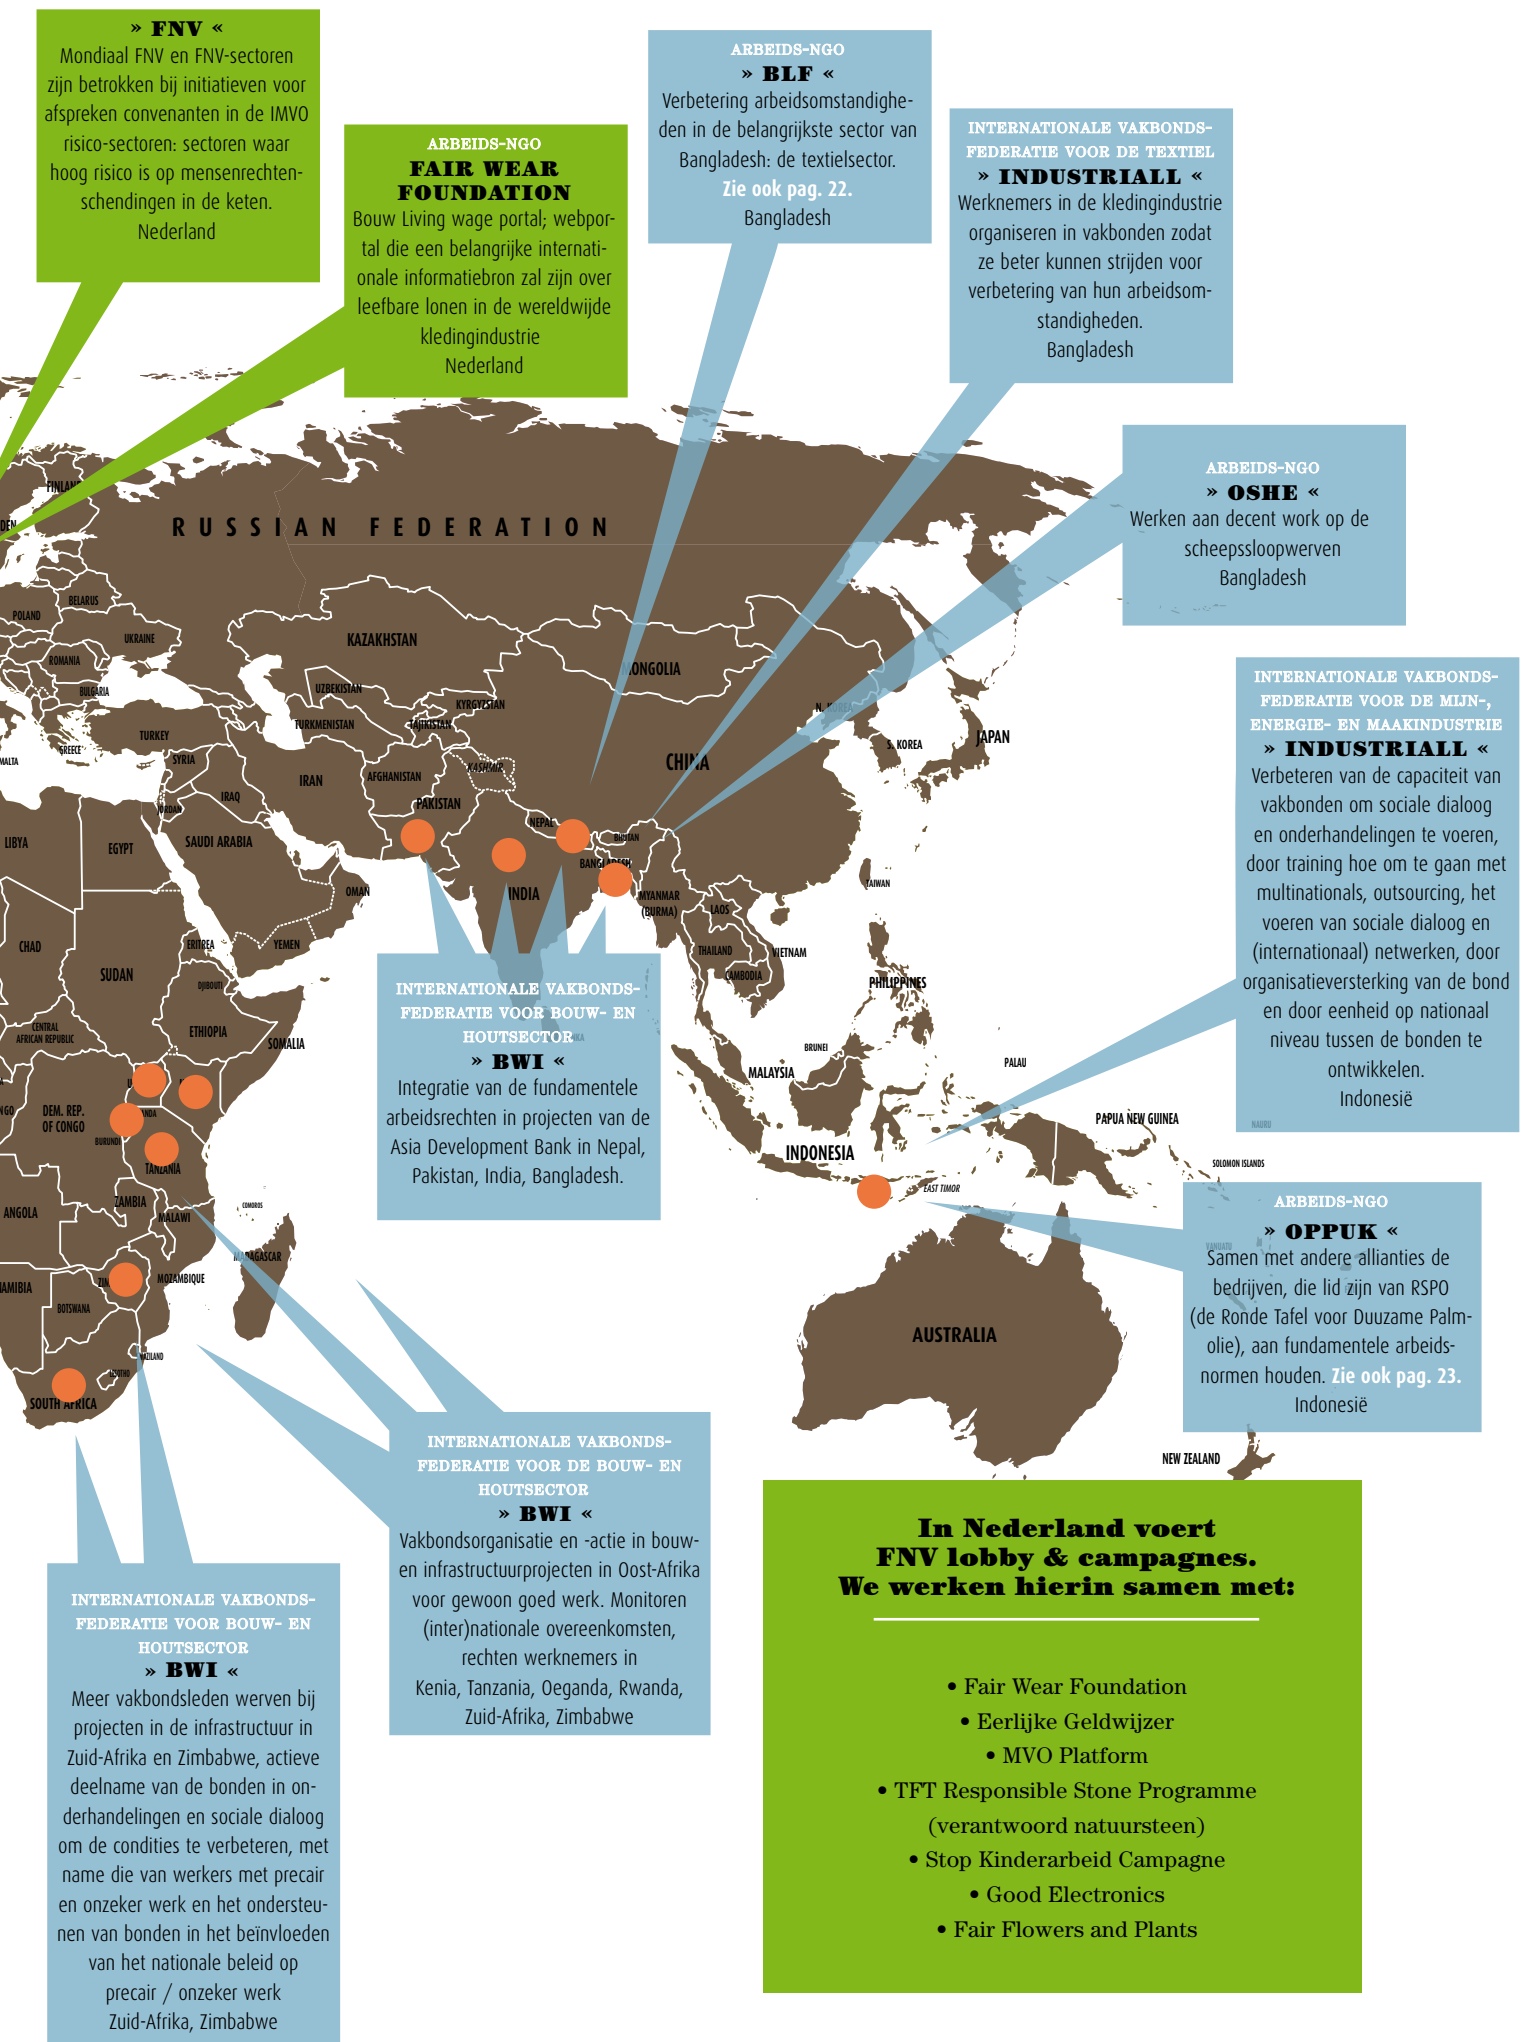 » FNV «
Mondiaal FNV en FNV-sectoren
zijn betrokken bij initiatieven voor
afspreken convenanten in de IMVO
risico-sectoren: sectoren waar
hoog risico is op mensenrechten-
schendingen in de keten.
Nederland
ARBEIDS-NGO
FAIR WEAR
FOUNDATION
Bouw Living wage portal; webpor-
tal die een belangrijke internati-
onale informatiebron zal zijn over
leefbare lonen in de wereldwijde
kledingindustrie
Nederland
ARBEIDS-NGO
» BLF «
Verbetering arbeidsomstandighe-
den in de belangrijkste sector van
Bangladesh: de textielsector.
Zie ook pag. 22.
Bangladesh
INTERNATIONALE VAKBONDS-
FEDERATIE VOOR DE TEXTIEL
» INDUSTRIALL «
Werknemers in de kledingindustrie
organiseren in vakbonden zodat
ze beter kunnen strijden voor
verbetering van hun arbeidsom-
standigheden.
Bangladesh
ARBEIDS-NGO
» OSHE «
Werken aan decent work op de
scheepssloopwerven
Bangladesh
INTERNATIONALE VAKBONDS-
FEDERATIE VOOR DE MIJN-,
ENERGIE- EN MAAKINDUSTRIE
» INDUSTRIALL «
Verbeteren van de capaciteit van
vakbonden om sociale dialoog
en onderhandelingen te voeren,
door training hoe om te gaan met
multinationals, outsourcing, het
voeren van sociale dialoog en
(internationaal) netwerken, door
organisatieversterking van de bond
en door eenheid op nationaal
niveau tussen de bonden te
ontwikkelen.
Indonesië
FINLAND
DEN
RUSSIAN FEDERATION
BELARUS
POLAND
UKRAINE
ROMANIA
BULGARIA
GREECE
MALTA
TURKEY
SYRIA
JORDAN
IRAQ
IRAN
KAZAKHSTAN
UZBEKISTAN
TURKMENISTAN
KYRGYZSTAN
TAJIKISTAN
AFGHANISTAN
KASHMIR
PAKISTAN
MONGOLIA
CHINA
N. KOREA
S. KOREA
JAPAN
TAIWAN
NEPAL
BHUTAN
BANGLADESH
INDIA
MYANMAR
(BURMA)
LAOS
THAILAND
CAMBODIA
VIETNAM
PHILIPPINES
BRUNEI
MALAYSIA
PALAU
INDONESIA
EAST TIMOR
PAPUA NEW GUINEA
NAURU
SOLOMON ISLANDS
VANUATU
AUSTRALIA
NEW ZEALAND
LIBYA
EGYPT
SAUDI ARABIA
OMAN
YEMEN
CHAD
SUDAN
ERITREA
DJIBOUTI
ETHIOPIA
SOMALIA
CENTRAL
AFRICAN REPUBLIC
NGO
DEM. REP.
OF CONGO
BURUNDI
TANZANIA
ANGOLA
ZAMBIA
MALAWI
COMOROS
MADAGASCAR
MOZAMBIQUE
AMIBIA
BOTSWANA
LESOTHO
SOUTH AFRICA
INTERNATIONALE VAKBONDS-
FEDERATIE VOOR BOUW- EN
HOUTSECTOR
» BWI «
Integratie van de fundamentele
arbeidsrechten in projecten van de
Asia Development Bank in Nepal,
Pakistan, India, Bangladesh.
ARBEIDS-NGO
» OPPUK «
Samen met andere allianties de
bedrijven, die lid zijn van RSPO
(de Ronde Tafel voor Duuzame Palm-
olie), aan fundamentele arbeids-
normen houden. Zie ook pag. 23.
Indonesië
INTERNATIONALE VAKBONDS-
FEDERATIE VOOR DE BOUW- EN
HOUTSECTOR
» BWI «
Vakbondsorganisatie en -actie in bouw-
en infrastructuurprojecten in Oost-Afrika
voor gewoon goed werk. Monitoren
(inter)nationale overeenkomsten,
rechten werknemers in
Kenia, Tanzania, Oeganda, Rwanda,
Zuid-Afrika, Zimbabwe
INTERNATIONALE VAKBONDS-
FEDERATIE VOOR BOUW- EN
HOUTSECTOR
» BWI «
Meer vakbondsleden werven bij
projecten in de infrastructuur in
Zuid-Afrika en Zimbabwe, actieve
deelname van de bonden in on-
derhandelingen en sociale dialoog
om de condities te verbeteren, met
name die van werkers met precair
en onzeker werk en het ondersteu-
nen van bonden in het beïnvloeden
van het nationale beleid op
precair / onzeker werk
Zuid-Afrika, Zimbabwe
In Nederland voert
FNV lobby & campagnes.
We werken hierin samen met:
• Fair Wear Foundation
• Eerlijke Geldwijzer
• MVO Platform
• TFT Responsible Stone Programme
(verantwoord natuursteen)
• Stop Kinderarbeid Campagne
• Good Electronics
• Fair Flowers and Plants